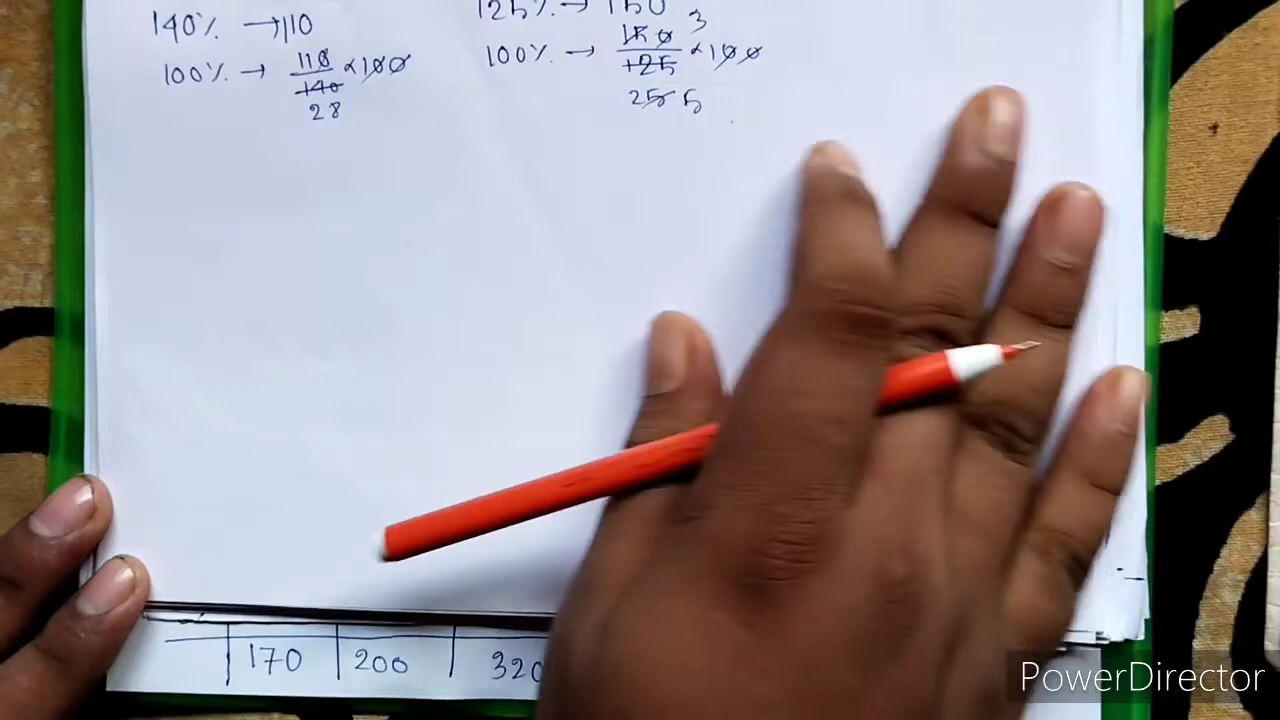 140% → 110
100% → 110/140 × 100
28
125% → 150
3
100% → 150/125 × 100
25 5
170 200 320
PowerDirector